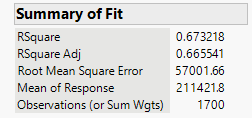 Summary of Fit
RSquare 0.673218
RSquare Adj 0.665541
Root Mean Square Error 57001.66
Mean of Response 211421.8
Observations (or Sum Wgts) 1700